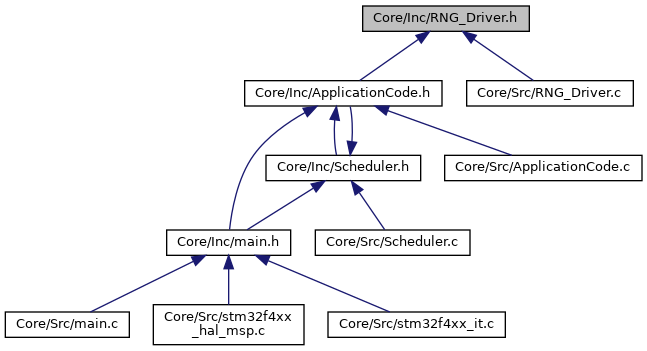 Core/Inc/RNG_Driver.h
Core/Inc/ApplicationCode.h
Core/Src/RNG_Driver.c
Core/Inc/Scheduler.h
Core/Src/ApplicationCode.c
Core/Inc/main.h
Core/Src/Scheduler.c
Core/Src/main.c
Core/Src/stm32f4xx
_hal_msp.c
Core/Src/stm32f4xx_it.c